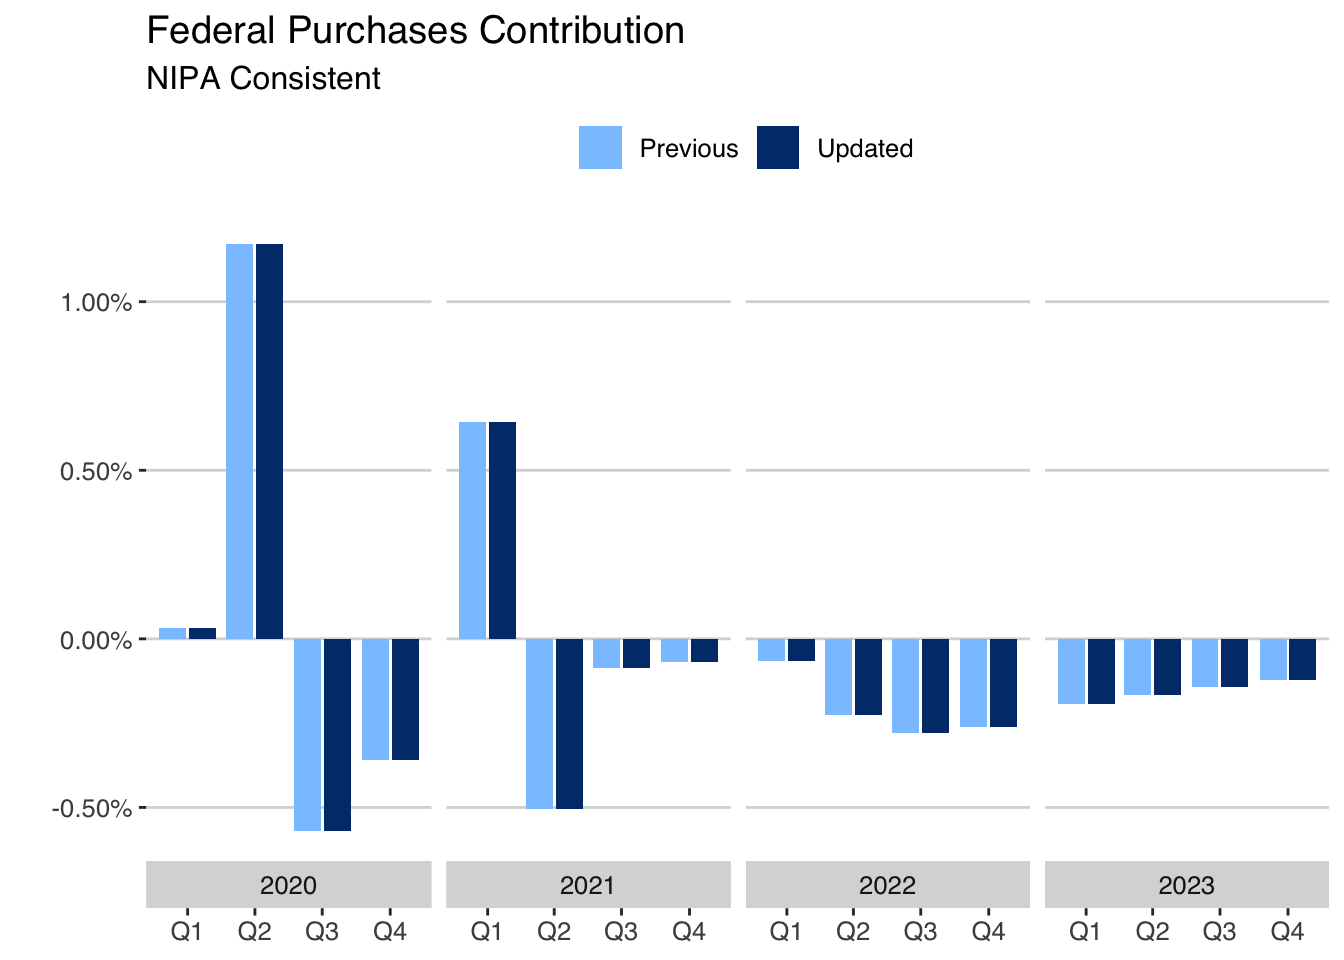 Federal Purchases Contribution
NIPA Consistent
Previous Updated
1.00%
0.50%
0.00%
-0.50%
2020 2021 2022 2023
Q1 Q2 Q3 Q4 Q1 Q2 Q3 Q4 Q1 Q2 Q3 Q4 Q1 Q2 Q3 Q4